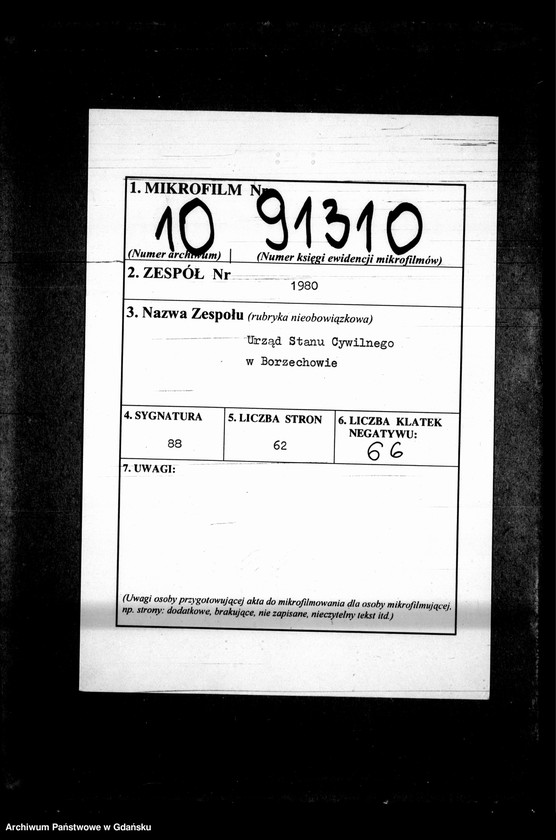 1. MIKROFILM Nr
10 91310
(Numer archiwum) (Numer księgi ewidencji mikrofilmów)
2. ZESPÓŁ Nr
1980
3. Nazwa Zespołu (rubryka nieobowiązkowa)
Urząd Stanu Cywilnego
w Borzechowie
4. SYGNATURA 5. LICZBA STRON 6. LICZBA KLATEK
NEGATYWU:
88 62 66
7. UWAGI:
(Uwagi osoby przygotowującej akta do mikrofilmowania dla osoby mikrofilmującej,
np. strony: dodatkowe, brakujące, nie zapisane, nieczytelny tekst itd.)
Archiwum Państwowe w Gdańsku